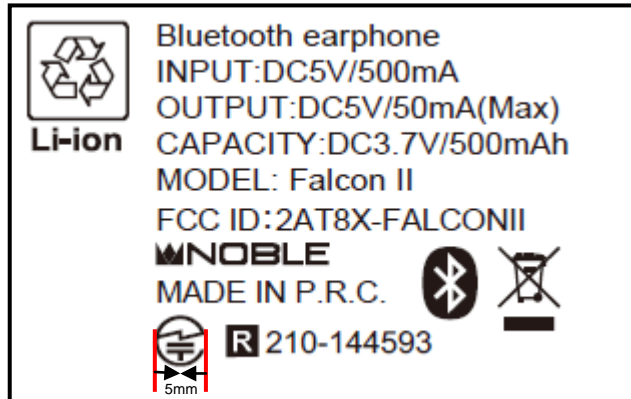 Bluetooth earphone
INPUT:DC5V/500mA
OUTPUT:DC5V/50mA(Max)
Li-ion
CAPACITY:DC3.7V/500mAh
MODEL: Falcon II
FCC ID:2AT8X-FALCONII
NOBLE
MADE IN P.R.C.
R 210-144593
5mm